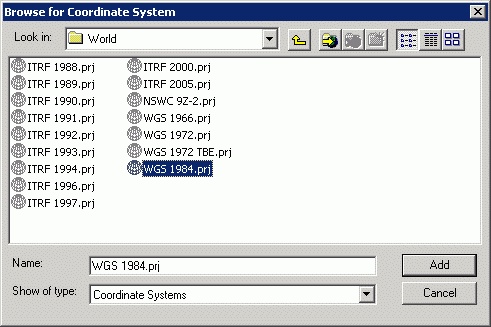 Browse for Coordinate System
Look in: World
ITRF 1988.prj
ITRF 1989.prj
ITRF 1990.prj
ITRF 1991.prj
ITRF 1992.prj
ITRF 1993.prj
ITRF 1994.prj
ITRF 1996.prj
ITRF 1997.prj
ITRF 2000.prj
ITRF 2005.prj
NSWC 9Z-2.prj
WGS 1966.prj
WGS 1972.prj
WGS 1972 TBE.prj
WGS 1984.prj
Name: WGS 1984.prj
Add
Show of type: Coordinate Systems
Cancel